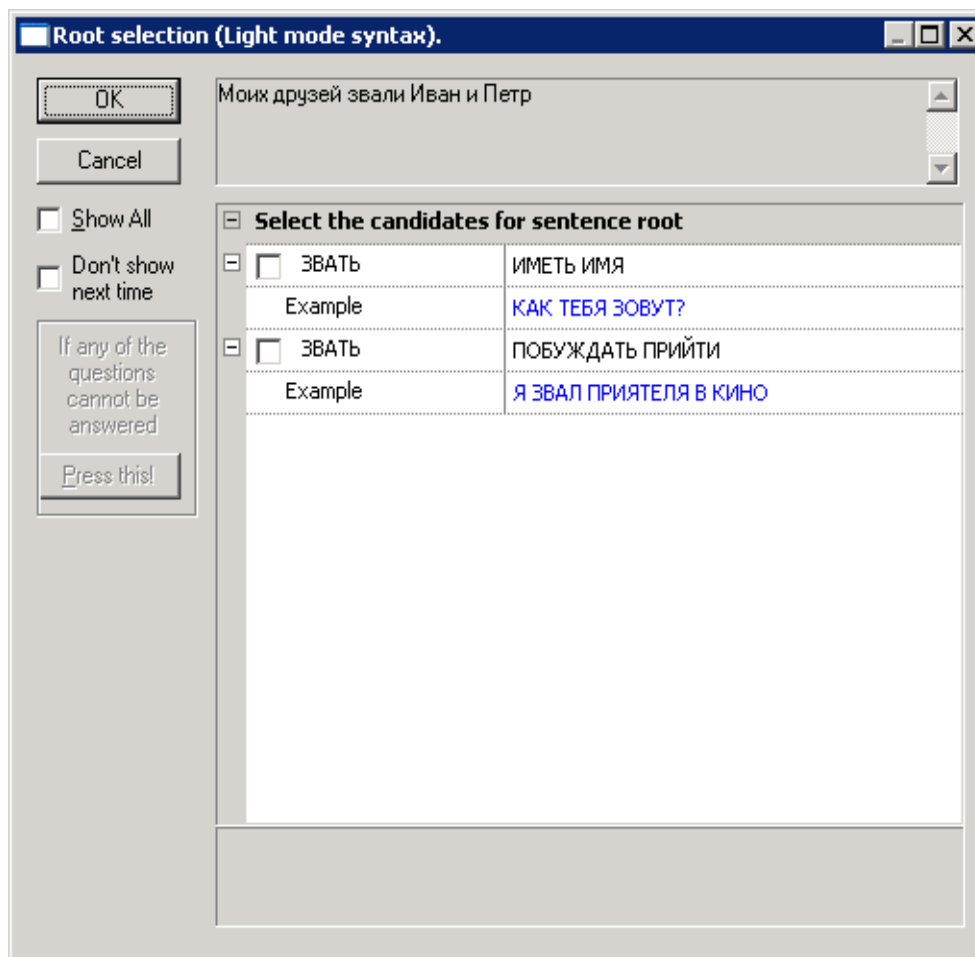 Root selection (Light mode syntax).
OK
Cancel
Show All
Don't show
next time
If any of the
questions
cannot be
answered
Press this!
Моих друзей звали Иван и Петр
Select the candidates for sentence root
ЗВАТЬ ИМЕТЬ ИМЯ
Example КАК ТЕБЯ ЗОВУТ?
ЗВАТЬ ПОБУЖДАТЬ ПРИЙТИ
Example Я ЗВАЛ ПРИЯТЕЛЯ В КИНО